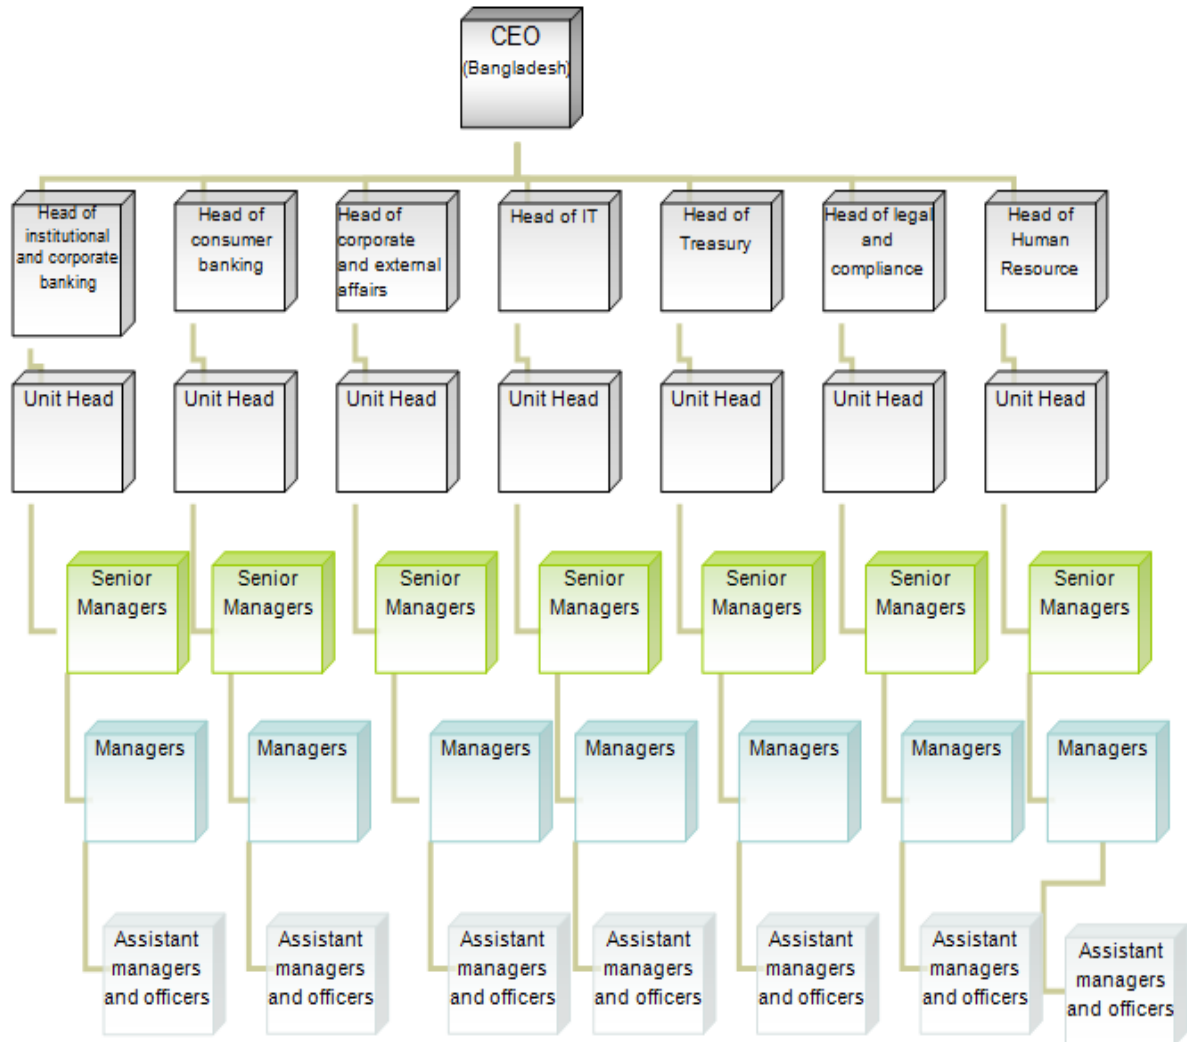 CEO
(Bangladesh)
Head of
institutional
and corporate
banking
Head of
consumer
banking
Head of
corporate
and external
affairs
Head of IT
Head of
Treasury
Head of legal
and
compliance
Head of
Human
Resource
Unit Head
Unit Head
Unit Head
Unit Head
Unit Head
Unit Head
Unit Head
Senior
Managers
Senior
Managers
Senior
Managers
Senior
Managers
Senior
Managers
Senior
Managers
Senior
Managers
Managers
Managers
Managers
Managers
Managers
Managers
Managers
Assistant
managers
and officers
Assistant
managers
and officers
Assistant
managers
and officers
Assistant
managers
and officers
Assistant
managers
and officers
Assistant
managers
and officers
Assistant
managers
and officers